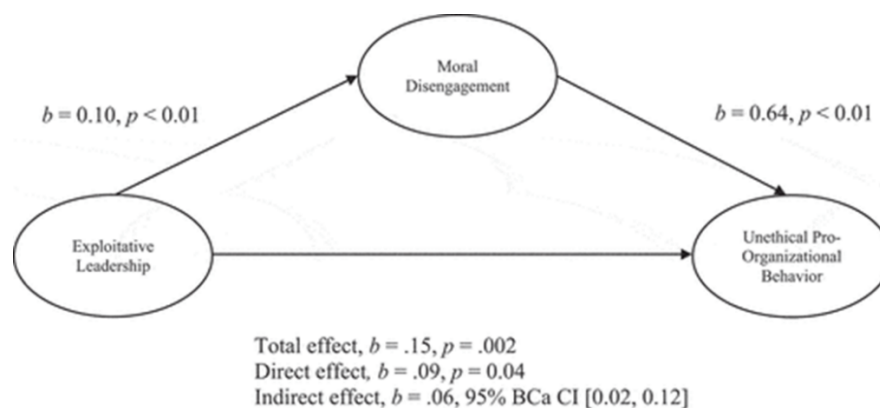 Moral
Disengagement
b = 0.10, p < 0.01
b = 0.64, p < 0.01
Exploitative
Leadership
Unethical Pro-
Organizational
Behavior
Total effect, b = .15, p = .002
Direct effect, b = .09, p = 0.04
Indirect effect, b = .06, 95% BCa CI [0.02, 0.12]